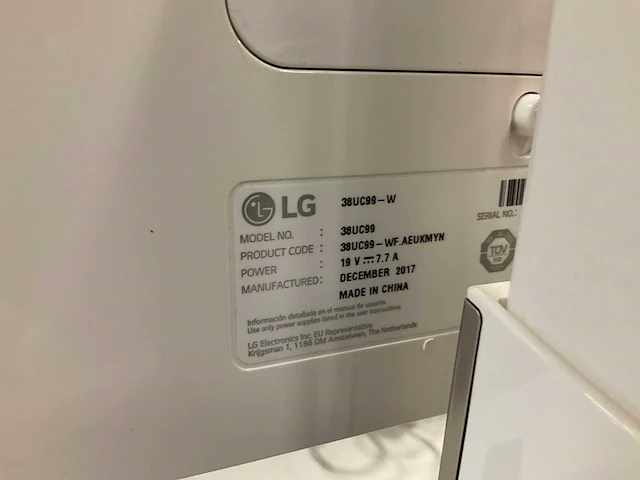 LG 38UC99-W
SERIAL NO.:
MODEL NO. : 38UC99
PRODUCT CODE : 38UC99-WF.AEUKMYN
POWER : 19 V 7.7 A
MANUFACTURED: DECEMBER 2017
MADE IN CHINA
TÜV
Información detallada en el manual de usuario.
Use only power supplies listed in the user instructions
LG Electronics Inc. EU Representative
Krijgsman 1, 1186 DM Amstelveen, The Netherlands